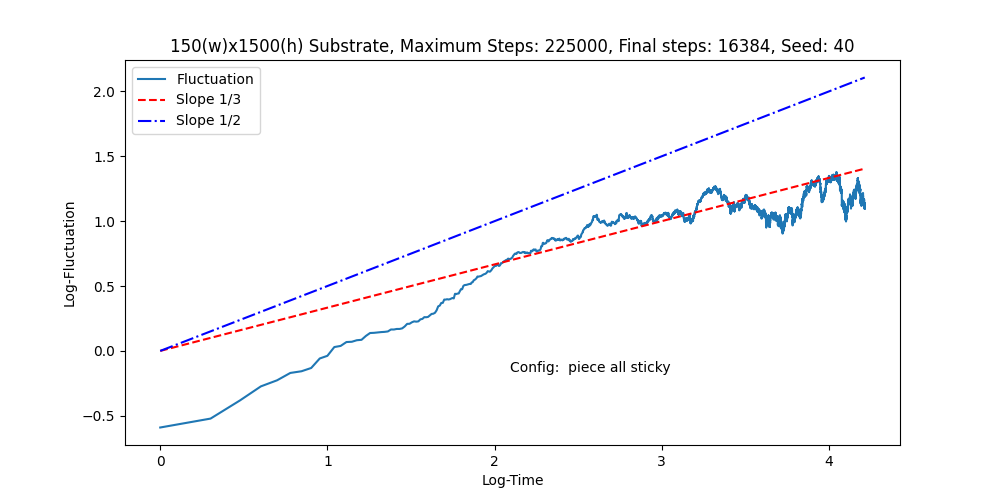 150(w)x1500(h) Substrate, Maximum Steps: 225000, Final steps: 16384, Seed: 40
Fluctuation
Slope 1/3
Slope 1/2
2.0
1.5
1.0
0.5
0.0
−0.5
Log-Fluctuation
Config:  piece all sticky
0 1 2 3 4
Log-Time